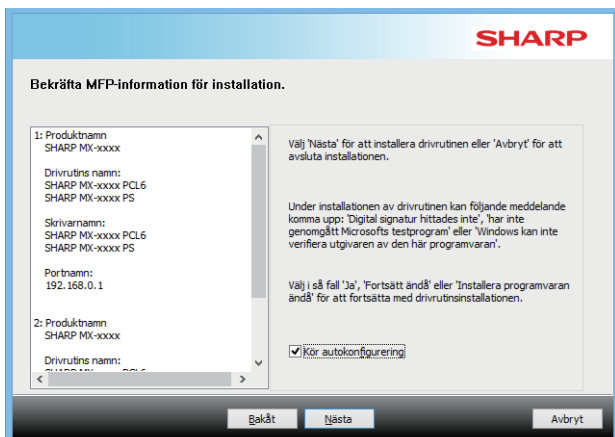 SHARP
Bekräfta MFP-information för installation.
1: Produktnamn
SHARP MX-xxxx
Drivrutins namn:
SHARP MX-xxxx PCL6
SHARP MX-xxxx PS
Skrivarnamn:
SHARP MX-xxxx PCL6
SHARP MX-xxxx PS
Portnamn:
192.168.0.1
2: Produktnamn
SHARP MX-xxxx
Drivrutins namn:
Välj 'Nästa' för att installera drivrutinen eller 'Avbryt' för att
avsluta installationen.
Under installationen av drivrutinen kan följande meddelande
komma upp: 'Digital signatur hittades inte', 'har inte
genomgått Microsofts testprogram' eller 'Windows kan inte
verifiera utgivaren av den här programvaran'.
Välj i så fall 'Ja', 'Fortsätt ändå' eller 'Installera programvaran
ändå' för att fortsätta med drivrutinsinstallationen.
Kör autokonfigurering
Bakåt
Nästa
Avbryt